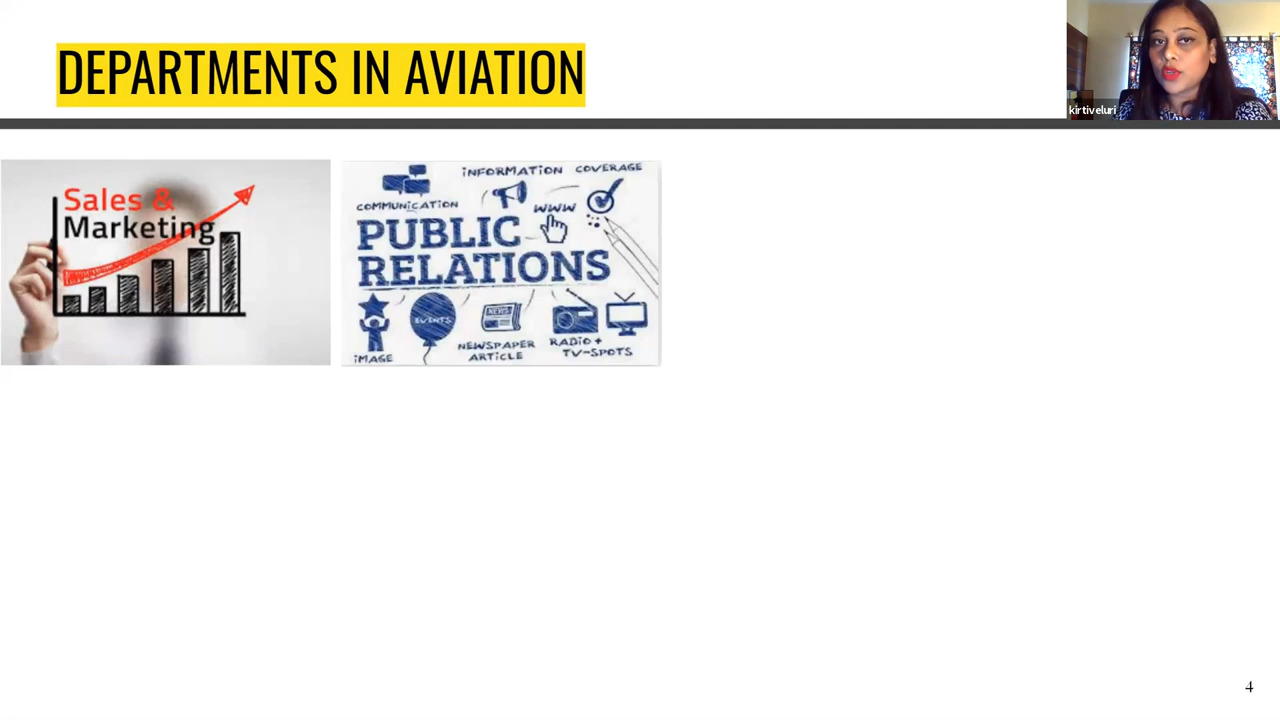 DEPARTMENTS IN AVIATION
kirtiveluri
Sales &
Marketing
INFORMATION COVERAGE
COMMUNICATION
WWW
PUBLIC
RELATIONS
EVENTS
NEWS
IMAGE
NEWSPAPER
ARTICLE
RADIO +
TV-SPOTS
4